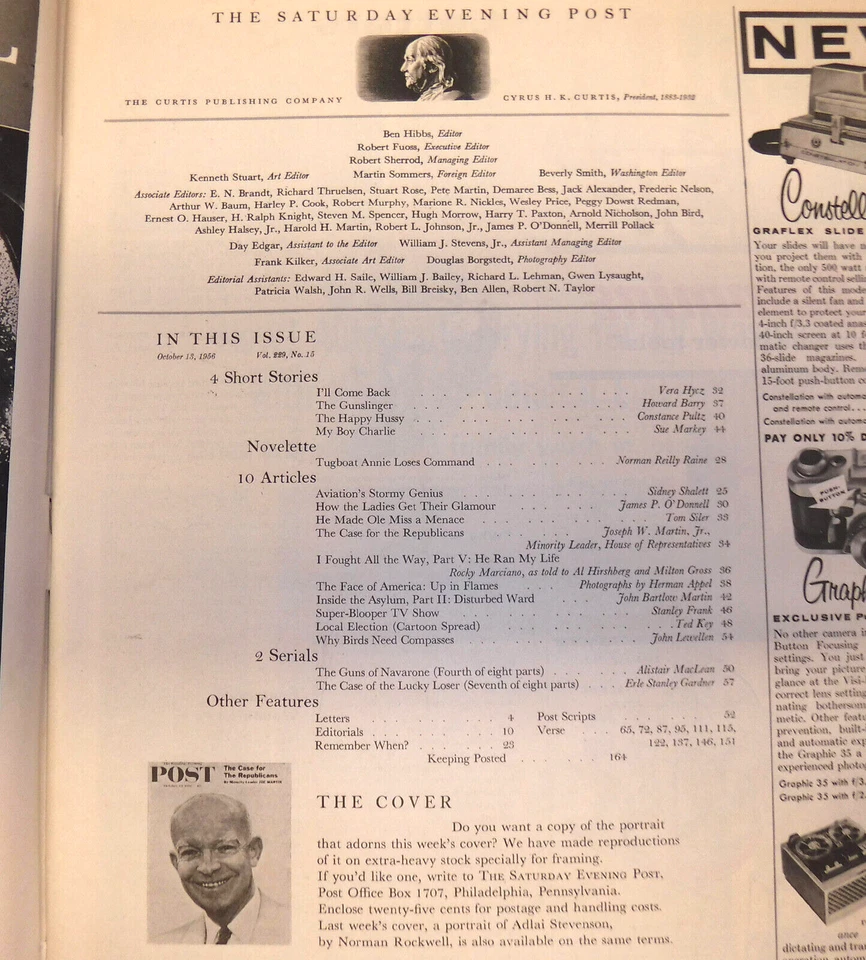 THE SATURDAY EVENING POST
THE CURTIS PUBLISHING COMPANY
CYRUS H. K. CURTIS, President, 1883-1932
Ben Hibbs, Editor
Robert Fuoss, Executive Editor
Robert Sherrod, Managing Editor
Kenneth Stuart, Art Editor Martin Sommers, Foreign Editor Beverly Smith, Washington Editor
Associate Editors: E. N. Brandt, Richard Thruelsen, Stuart Rose, Pete Martin, Demaree Bess, Jack Alexander, Frederic Nelson,
Arthur W. Baum, Harley P. Cook, Robert Murphy, Marione R. Nickles, Wesley Price, Peggy Dowst Redman,
Ernest O. Hauser, H. Ralph Knight, Steven M. Spencer, Hugh Morrow, Harry T. Paxton, Arnold Nicholson, John Bird,
Ashley Halsey, Jr., Harold H. Martin, Robert L. Johnson, Jr., James P. O'Donnell, Merrill Pollack
Day Edgar, Assistant to the Editor William J. Stevens, Jr., Assistant Managing Editor
Frank Kilker, Associate Art Editor Douglas Borgstedt, Photography Editor
Editorial Assistants: Edward H. Saile, William J. Bailey, Richard L. Lehman, Gwen Lysaught,
Patricia Walsh, John R. Wells, Bill Breisky, Ben Allen, Robert N. Taylor
IN THIS ISSUE
October 13, 1956 Vol. 229, No. 15
4 Short Stories
I'll Come Back . . . Vera Hycz 32
The Gunslinger . . . Howard Barry 37
The Happy Hussy . . . Constance Pultz 40
My Boy Charlie . . . Sue Markey 44
Novelette
Tugboat Annie Loses Command . . . Norman Reilly Raine 28
10 Articles
Aviation's Stormy Genius . . . Sidney Shalett 25
How the Ladies Get Their Glamour . . . James P. O'Donnell 30
He Made Ole Miss a Menace . . . Tom Siler 33
The Case for the Republicans . . . Joseph W. Martin, Jr.,
Minority Leader, House of Representatives 34
I Fought All the Way, Part V: He Ran My Life
Rocky Marciano, as told to Al Hirshberg and Milton Gross 36
The Face of America: Up in Flames . . . Photographs by Herman Appel 38
Inside the Asylum, Part II: Disturbed Ward . . . John Bartlow Martin 42
Super-Blooper TV Show . . . Stanley Frank 46
Local Election (Cartoon Spread) . . . Ted Key 48
Why Birds Need Compasses . . . John Lewellen 54
2 Serials
The Guns of Navarone (Fourth of eight parts) . . . Alistair MacLean 50
The Case of the Lucky Loser (Seventh of eight parts) . . . Erle Stanley Gardner 57
Other Features
Letters . . . 4 Post Scripts . . . 52
Editorials . . . 10 Verse . . . 65, 72, 87, 95, 111, 115,
Remember When? . . . 23 122, 137, 146, 151
Keeping Posted . . . 164
POST
The Case for
The Republicans
THE COVER
Do you want a copy of the portrait
that adorns this week's cover? We have made reproductions
of it on extra-heavy stock specially for framing.
If you'd like one, write to THE SATURDAY EVENING POST,
Post Office Box 1707, Philadelphia, Pennsylvania.
Enclose twenty-five cents for postage and handling costs.
Last week's cover, a portrait of Adlai Stevenson,
by Norman Rockwell, is also available on the same terms.
NEW
Constell
GRAFLEX SLIDE
Your slides will have
you project them with
tion, the only 500 watt
with remote control
Features of this
include a silent fan and
element to protect your
4-inch f/3.5 coated
40-inch screen at 10
matic changer uses
36-slide magazines.
aluminum body.
15-foot push-button
Constellation with
and remote control...
Constellation with
PAY ONLY 10%
PUSH-
BUTTON
Graph
EXCLUSIVE
No other camera
Button Focusing
settings. You just
bring your picture
glance at the
correct lens setting
nating
metic. Other
prevention, built-
and automatic
the Graphic 35 a
experienced
Graphic 35 with
Graphic 35 with
ance
dictating and